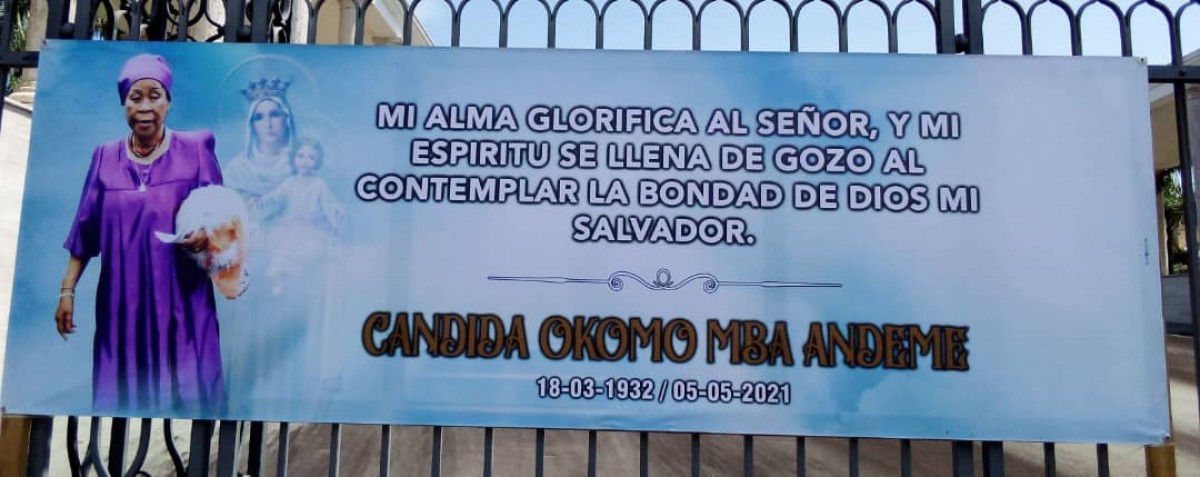 MI ALMA GLORIFICA AL SEÑOR, Y MI
ESPIRITU SE LLENA DE GOZO AL
CONTEMPLAR LA BONDAD DE DIOS MI
SALVADOR.
CANDIDA OKOMO MBA ANDEME
18-03-1932 / 05-05-2021